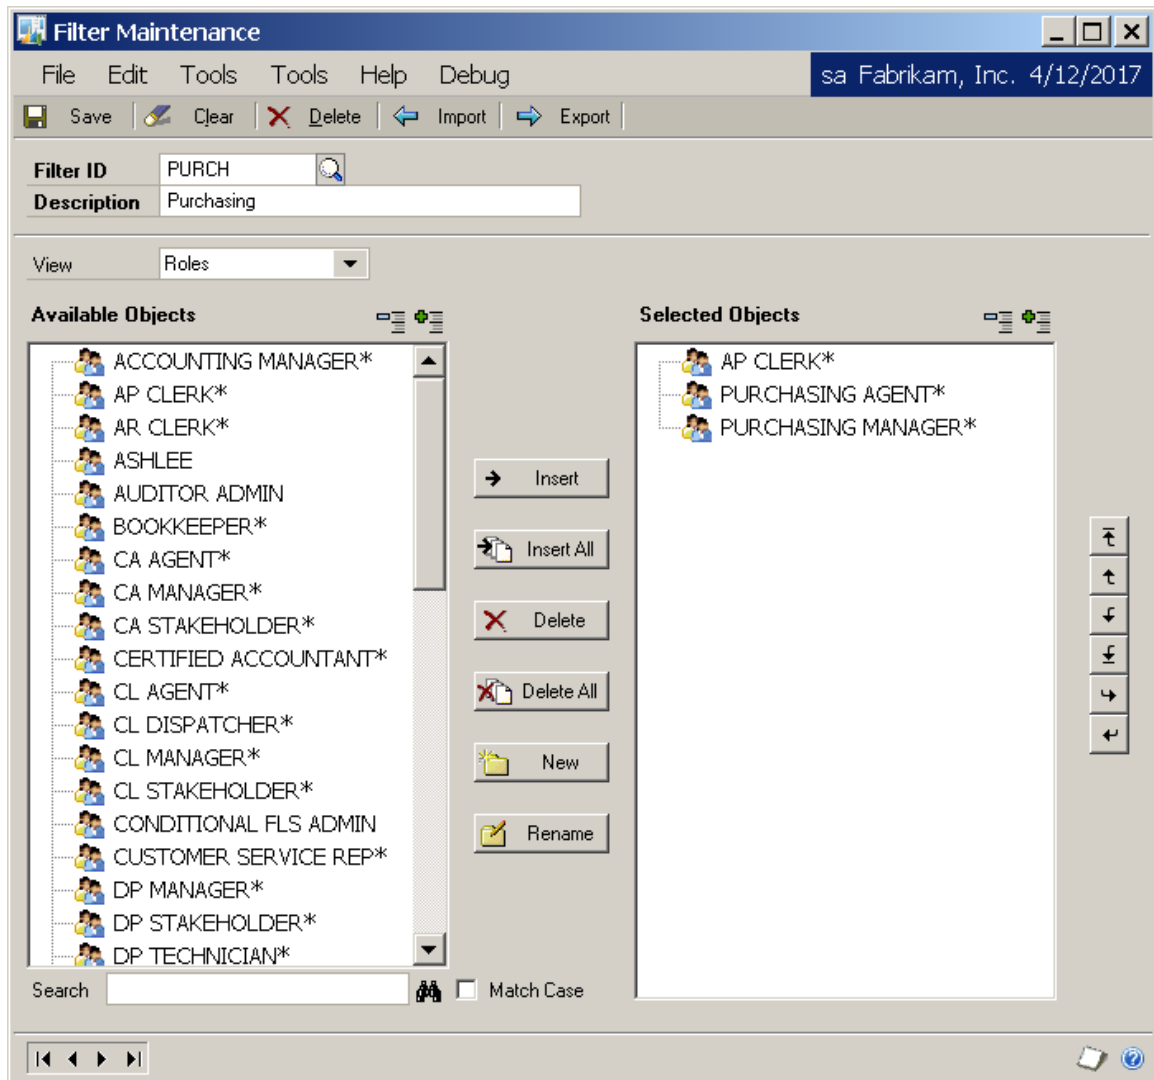 Filter Maintenance
File Edit Tools Tools Help Debug
sa Fabrikam, Inc. 4/12/2017
Save Clear Delete Import Export
Filter ID PURCH
Description Purchasing
View Roles
Available Objects
ACCOUNTING MANAGER*
AP CLERK*
AR CLERK*
ASHLEE
AUDITOR ADMIN
BOOKKEEPER*
CA AGENT*
CA MANAGER*
CA STAKEHOLDER*
CERTIFIED ACCOUNTANT*
CL AGENT*
CL DISPATCHER*
CL MANAGER*
CL STAKEHOLDER*
CONDITIONAL FLS ADMIN
CUSTOMER SERVICE REP*
DP MANAGER*
DP STAKEHOLDER*
DP TECHNICIAN*
Search
Match Case
Insert
Insert All
Delete
Delete All
New
Rename
Selected Objects
AP CLERK*
PURCHASING AGENT*
PURCHASING MANAGER*